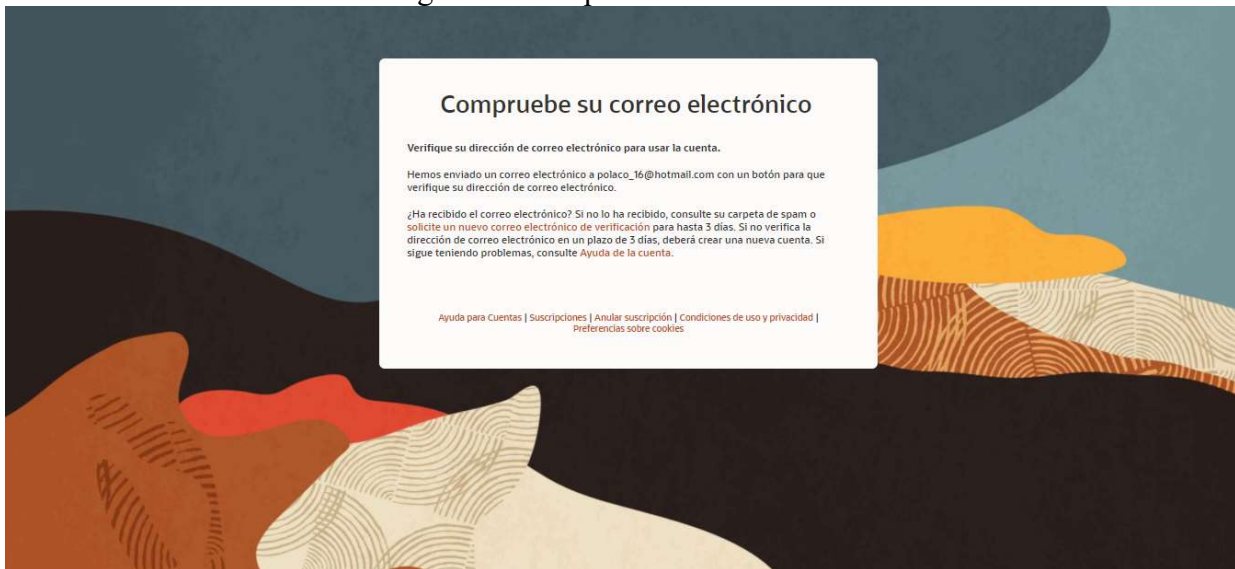 Compruebe su correo electrónico
Verifique su dirección de correo electrónico para usar la cuenta.
Hemos enviado un correo electrónico a polaco_16@hotmail.com con un botón para que
verifique su dirección de correo electrónico.
¿Ha recibido el correo electrónico? Si no lo ha recibido, consulte su carpeta de spam o
solicite un nuevo correo electrónico de verificación para hasta 3 días. Si no verifica la
dirección de correo electrónico en un plazo de 3 días, deberá crear una nueva cuenta. Si
sigue teniendo problemas, consulte Ayuda de la cuenta.
Ayuda para Cuentas | Suscripciones | Anular suscripción | Condiciones de uso y privacidad |
Preferencias sobre cookies